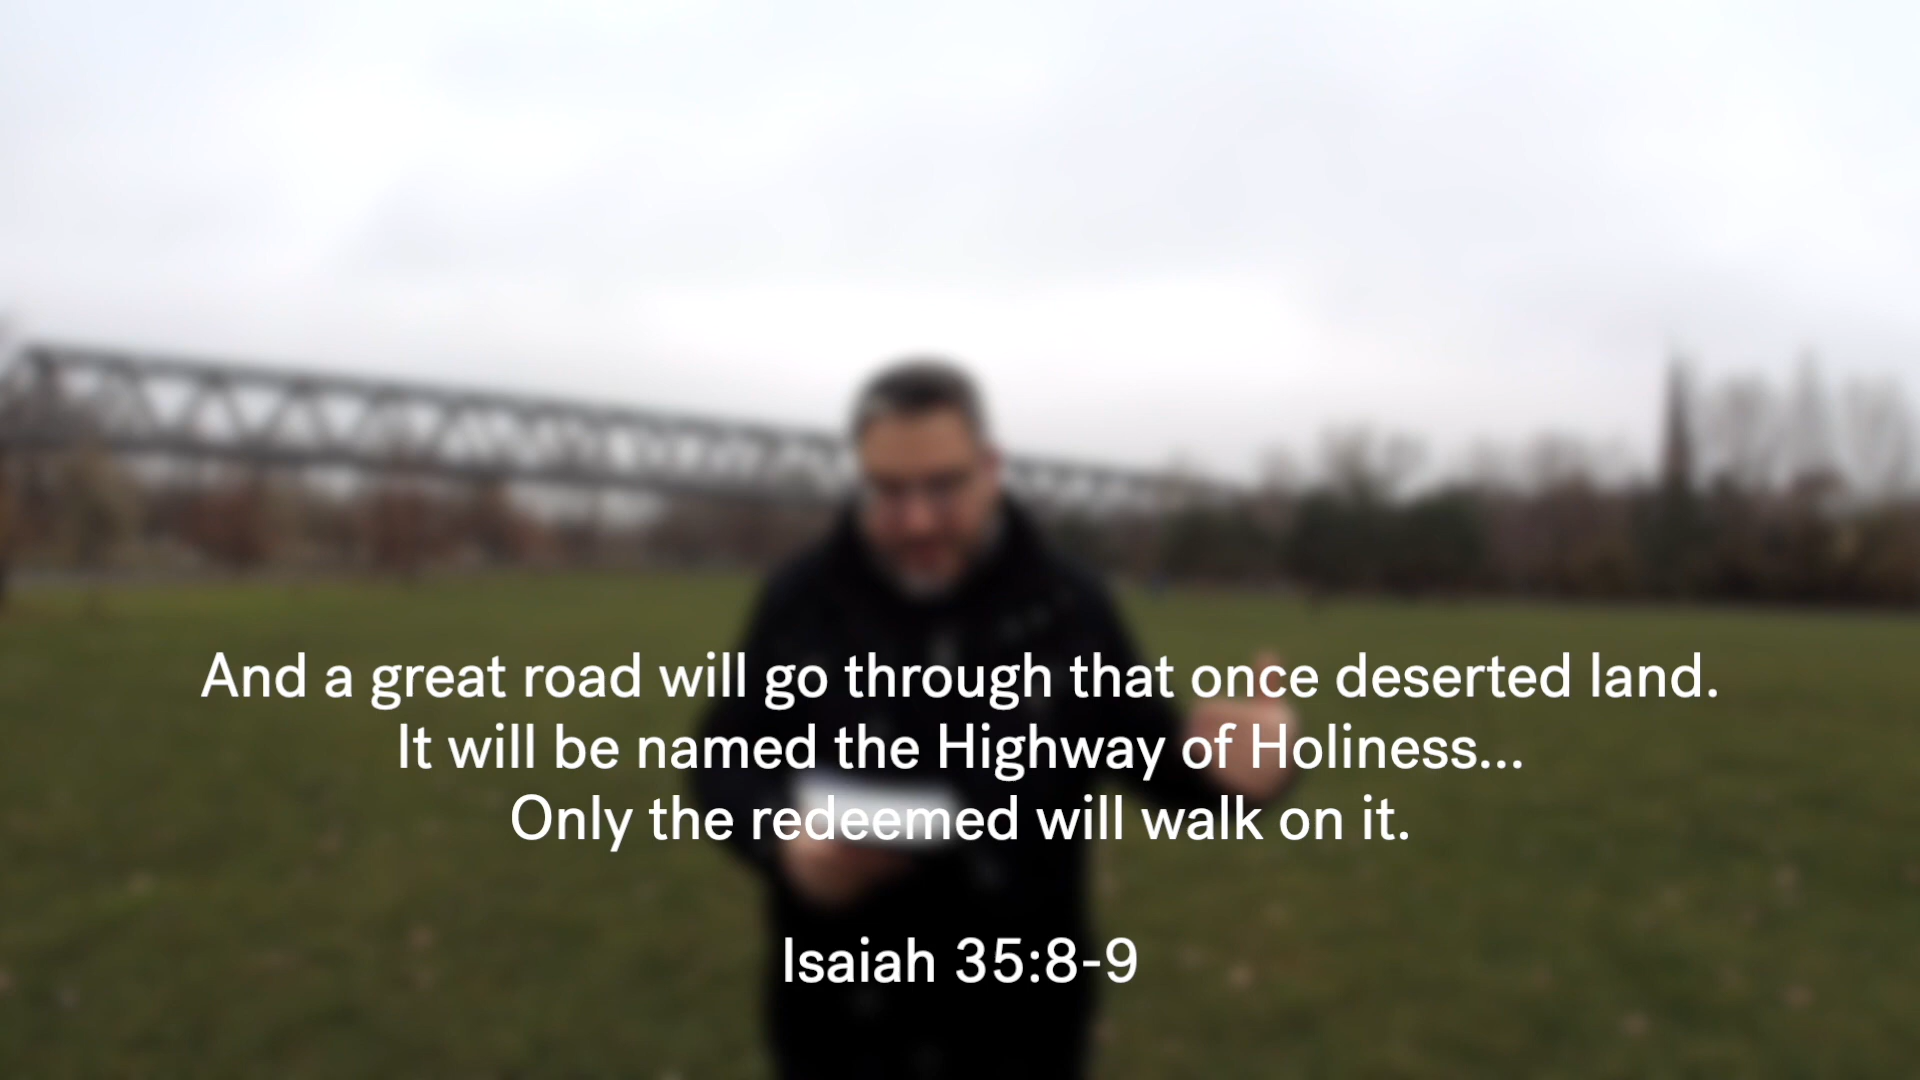 And a great road will go through that once deserted land.
It will be named the Highway of Holiness...
Only the redeemed will walk on it.
Isaiah 35:8-9